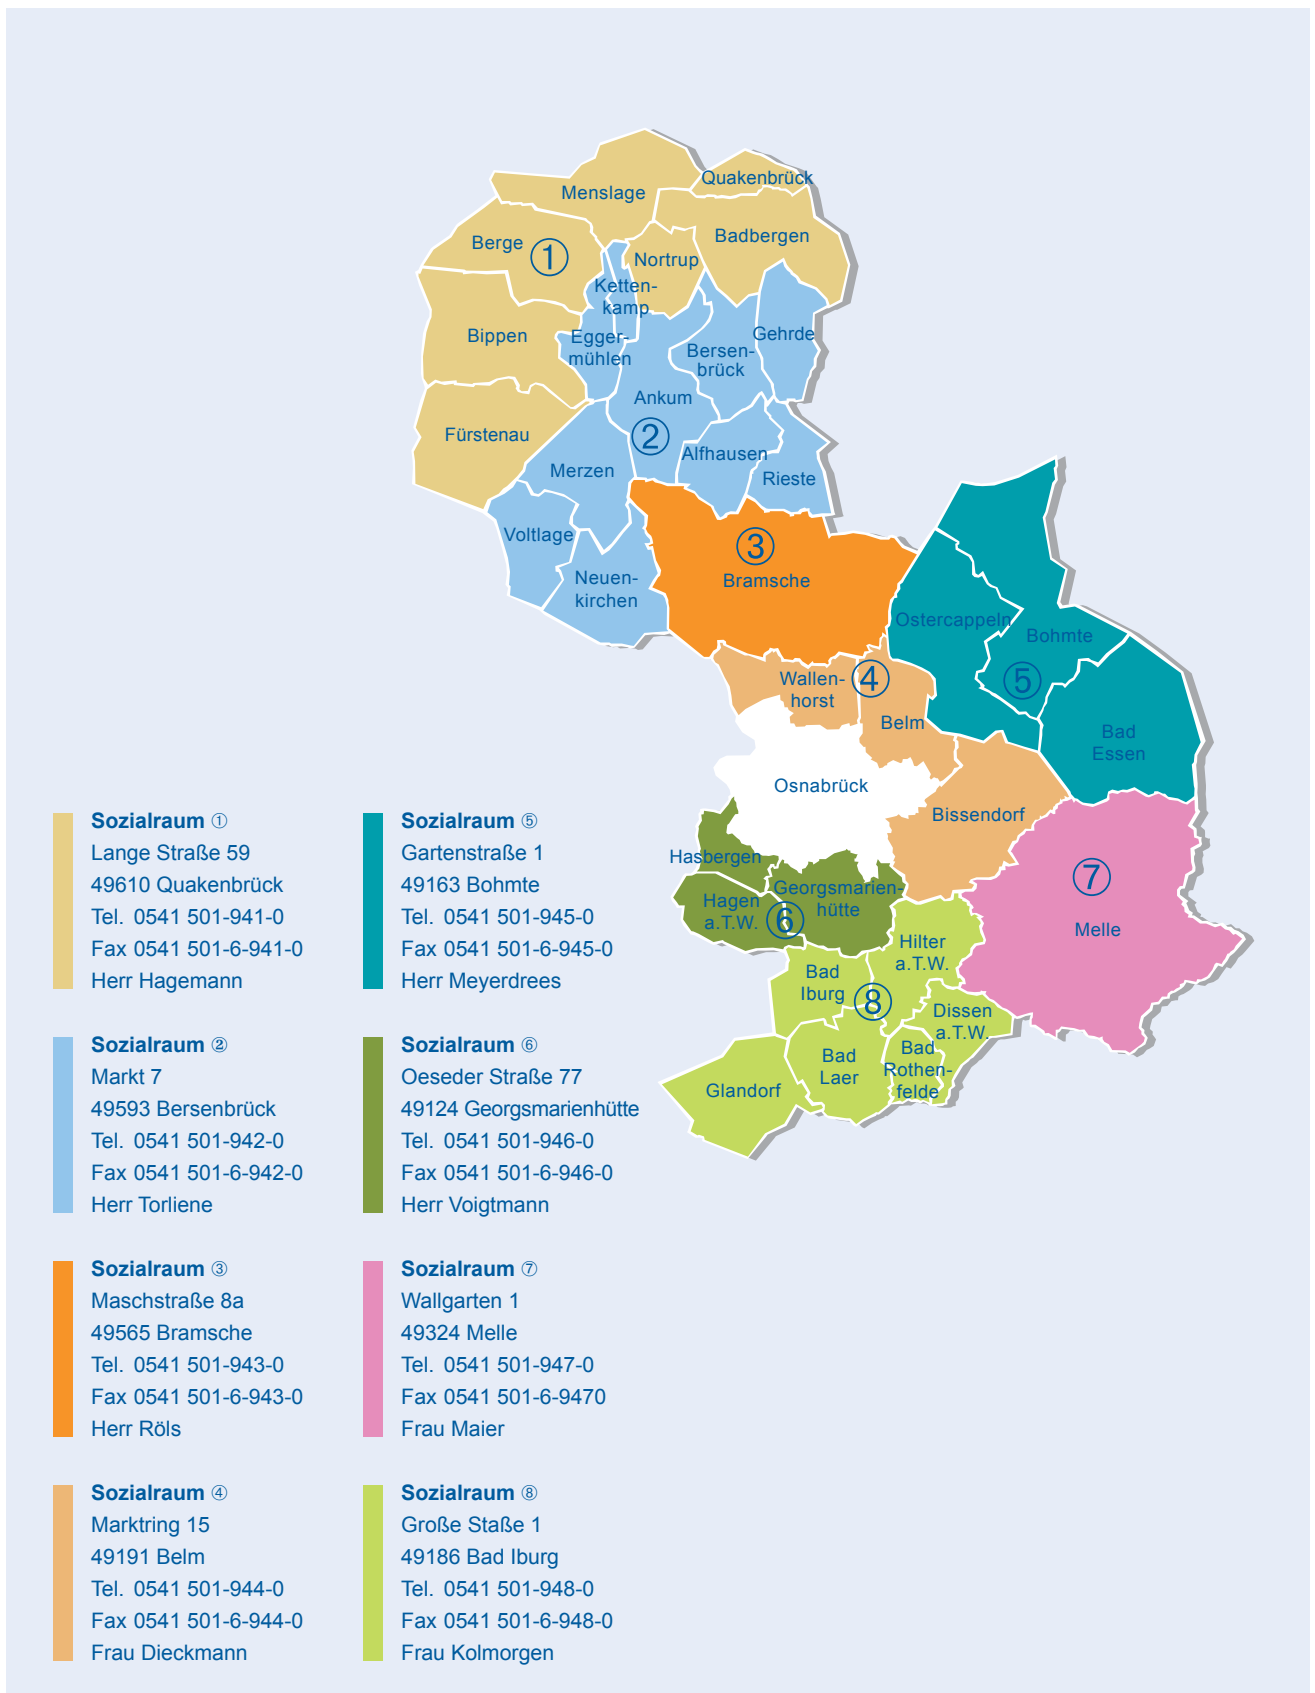 Quakenbrück
Menslage
Badbergen
Berge
①
Nortrup
Ketten-
kamp
Bippen
Egger-
mühlen
Gehrde
Bersen-
brück
Ankum
Fürstenau
②
Alfhausen
Merzen
Rieste
Voltlage
③
Bramsche
Neuen-
kirchen
Ostercappeln
Bohmte
Wallen-
horst
④
⑤
Belm
Bad
Essen
Osnabrück
Bissendorf
Hasbergen
⑦
Georgsmarien-
hütte
Hagen
a.T.W.
⑥
Melle
Hilter
a.T.W.
Bad
Iburg
⑧
Dissen
a.T.W.
Bad
Laer
Bad
Rothen-
felde
Glandorf
Sozialraum ①
Lange Straße 59
49610 Quakenbrück
Tel. 0541 501-941-0
Fax 0541 501-6-941-0
Herr Hagemann
Sozialraum ②
Markt 7
49593 Bersenbrück
Tel. 0541 501-942-0
Fax 0541 501-6-942-0
Herr Torliene
Sozialraum ③
Maschstraße 8a
49565 Bramsche
Tel. 0541 501-943-0
Fax 0541 501-6-943-0
Herr Röls
Sozialraum ④
Marktring 15
49191 Belm
Tel. 0541 501-944-0
Fax 0541 501-6-944-0
Frau Dieckmann
Sozialraum ⑤
Gartenstraße 1
49163 Bohmte
Tel. 0541 501-945-0
Fax 0541 501-6-945-0
Herr Meyerdrees
Sozialraum ⑥
Oeseder Straße 77
49124 Georgsmarienhütte
Tel. 0541 501-946-0
Fax 0541 501-6-946-0
Herr Voigtmann
Sozialraum ⑦
Wallgarten 1
49324 Melle
Tel. 0541 501-947-0
Fax 0541 501-6-9470
Frau Maier
Sozialraum ⑧
Große Staße 1
49186 Bad Iburg
Tel. 0541 501-948-0
Fax 0541 501-6-948-0
Frau Kolmorgen